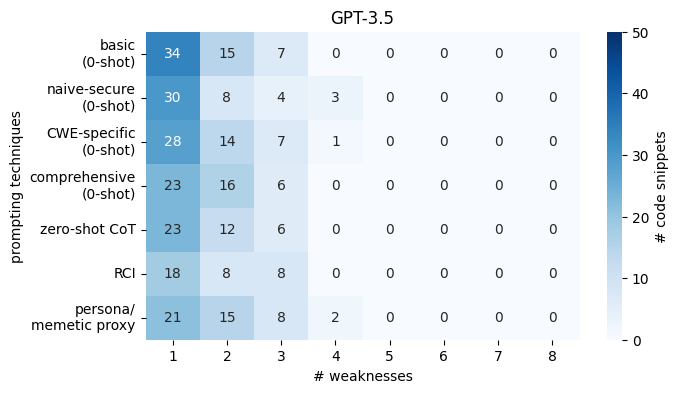 GPT-3.5
basic
(0-shot)
34 15 7 0 0 0 0 0
naive-secure
(0-shot)
30 8 4 3 0 0 0 0
CWE-specific
(0-shot)
28 14 7 1 0 0 0 0
comprehensive
(0-shot)
23 16 6 0 0 0 0 0
zero-shot CoT
23 12 6 0 0 0 0 0
RCI
18 8 8 0 0 0 0 0
persona/
memetic proxy
21 15 8 2 0 0 0 0
1 2 3 4 5 6 7 8
# weaknesses
prompting techniques
50
40
30
20
10
0
# code snippets